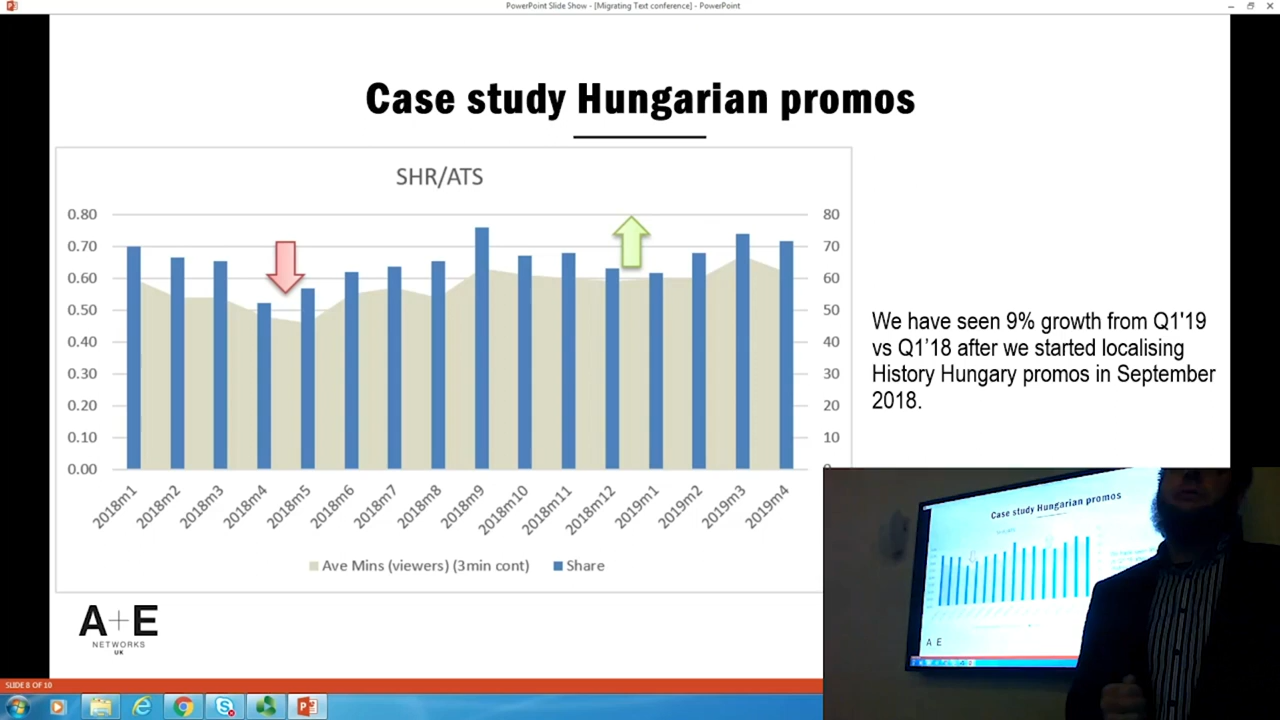 PowerPoint Slide Show - [Migrating Text conference] - PowerPoint
Case study Hungarian promos
SHR/ATS
0.80
0.70
0.60
0.50
0.40
0.30
0.20
0.10
0.00
80
70
60
50
40
30
20
10
2018m1
2018m2
2018m3
2018m4
2018m5
2018m6
2018m7
2018m8
2018m9
2018m10
2018m11
2018m12
2019m1
2019m2
2019m3
2019m4
Ave Mins (viewers) (3min cont)
Share
We have seen 9% growth from Q1'19
vs Q1’18 after we started localising
History Hungary promos in September
2018.
A+E
NETWORKS
UK
SLIDE 8 OF 10
Case study Hungarian promos
A E